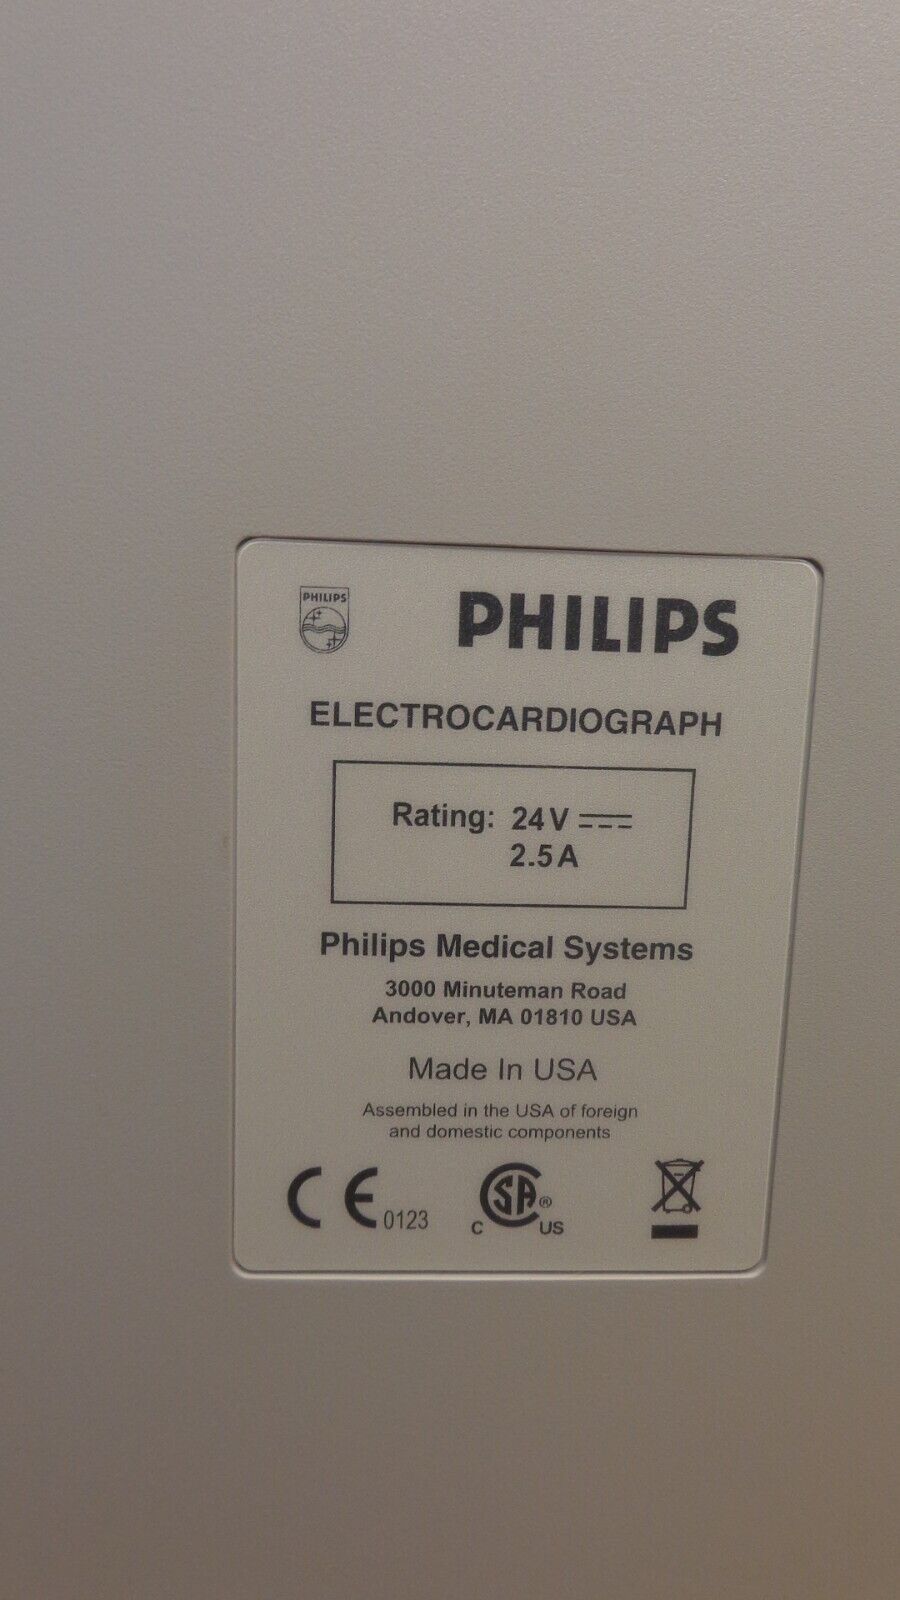 PHILIPS
PHILIPS
ELECTROCARDIOGRAPH
Rating: 24V
2.5A
Philips Medical Systems
3000 Minuteman Road
Andover, MA 01810 USA
Made In USA
Assembled in the USA of foreign
and domestic components
CE 0123
C SA ® US